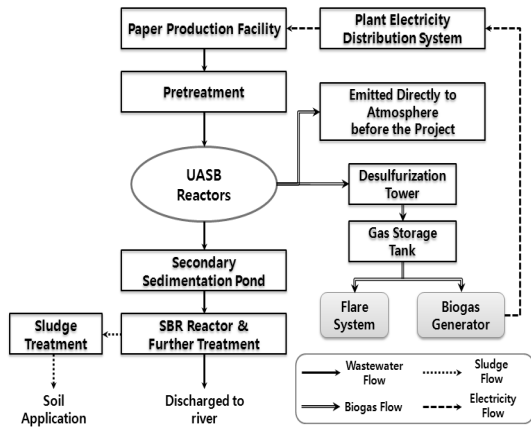 Paper Production Facility
Plant Electricity
Distribution System
Pretreatment
Emitted Directly to
Atmosphere
before the Project
UASB
Reactors
Desulfurization
Tower
Gas Storage
Tank
Secondary
Sedimentation Pond
Flare
System
Biogas
Generator
Sludge
Treatment
SBR Reactor &
Further Treatment
Soil
Application
Discharged to
river
Wastewater
Flow
Sludge
Flow
Biogas Flow
Electricity
Flow